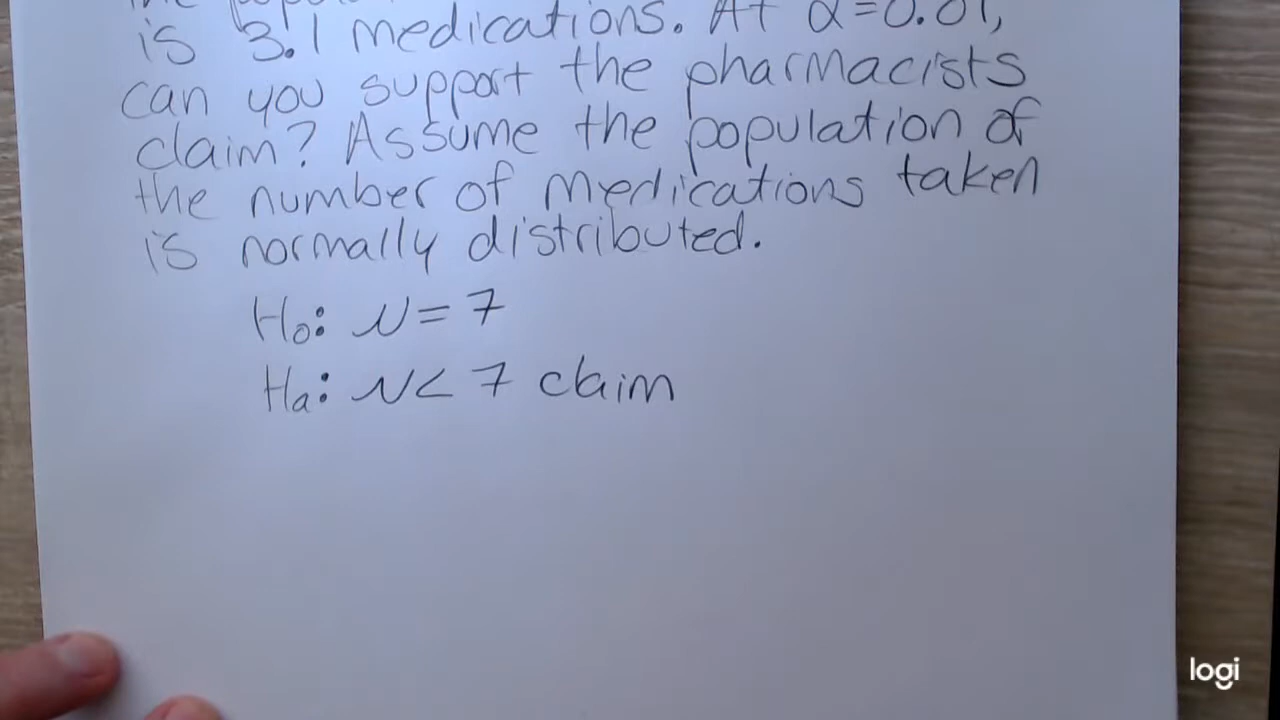 is 3.1 medications. At α=0.01,
can you support the pharmacists
claim? Assume the population of
the number of medications taken
is normally distributed.
H₀: μ = 7
Hₐ: μ < 7 claim
logi